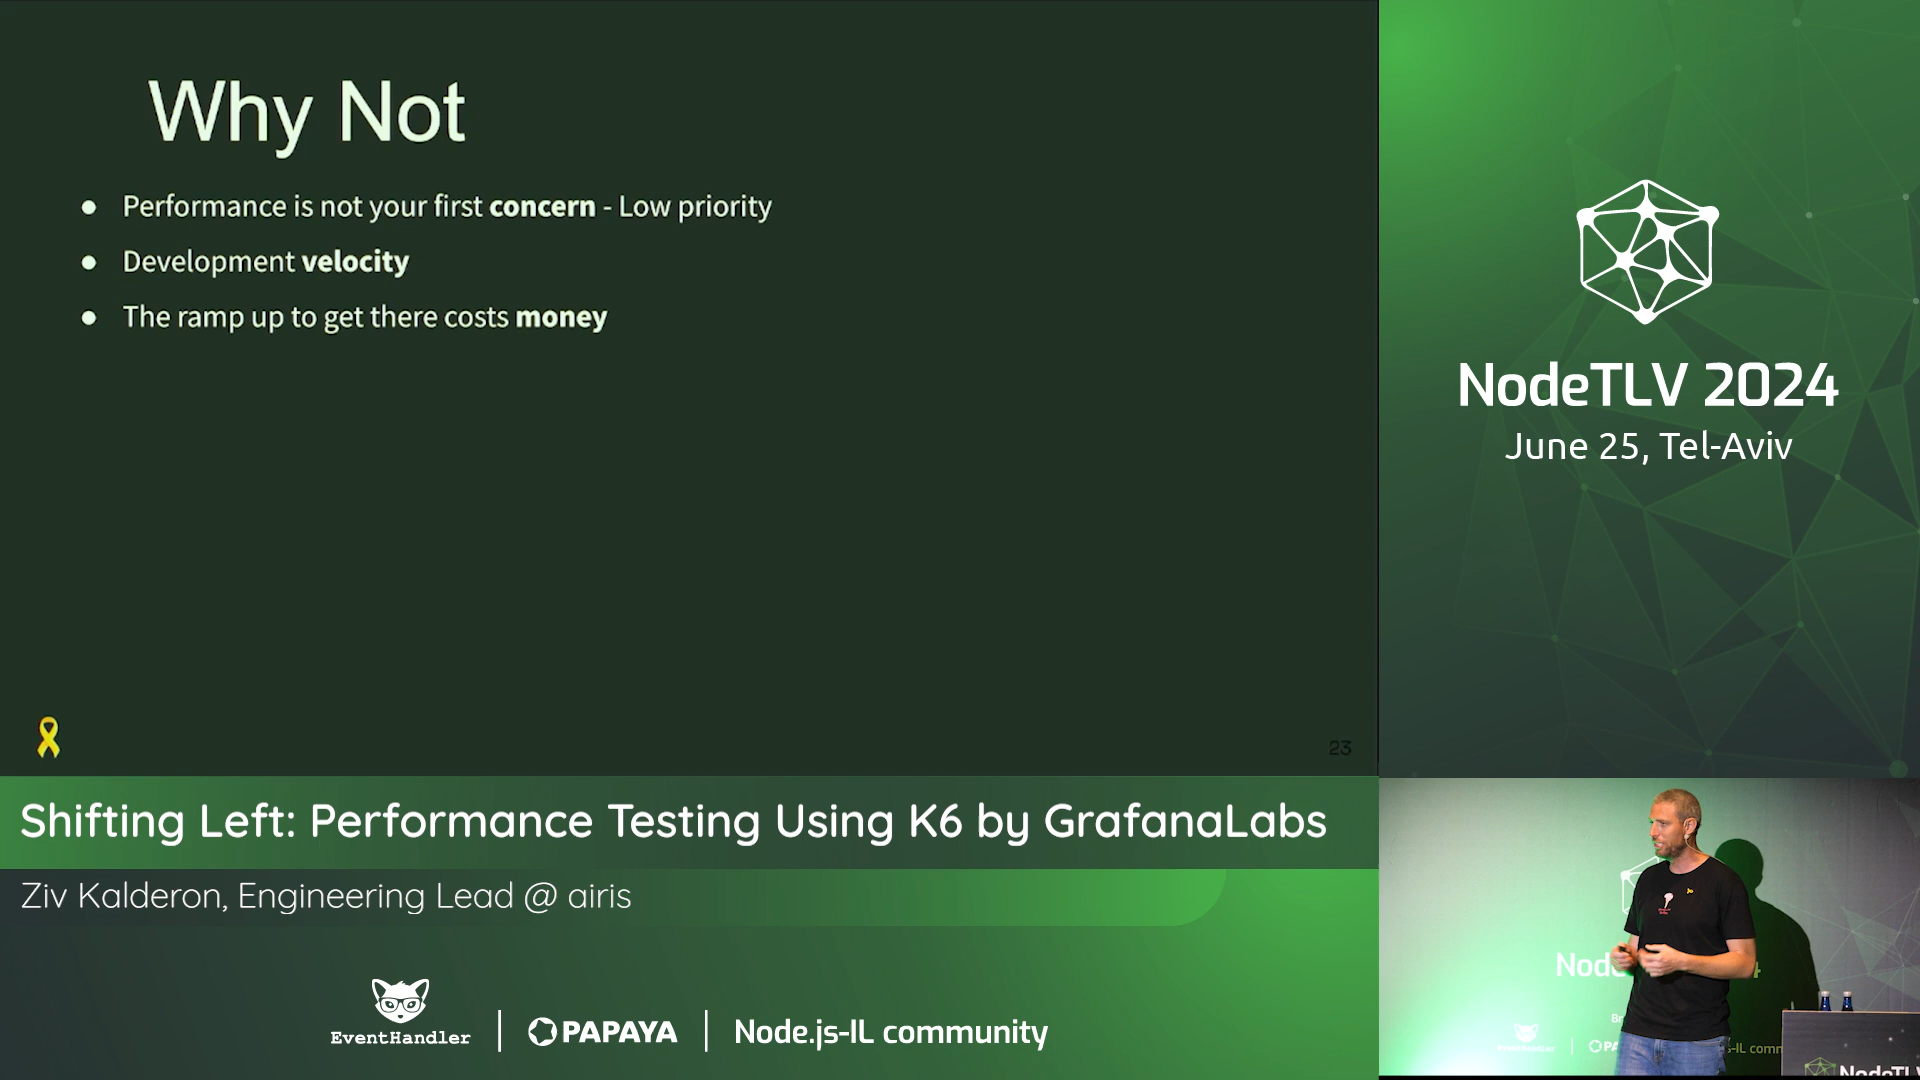 Why Not
● Performance is not your first concern - Low priority
● Development velocity
● The ramp up to get there costs money
23
NodeTLV 2024
June 25, Tel-Aviv
Shifting Left: Performance Testing Using K6 by GrafanaLabs
Ziv Kalderon, Engineering Lead @ airis
EventHandler
PAPAYA
Node.js-IL community